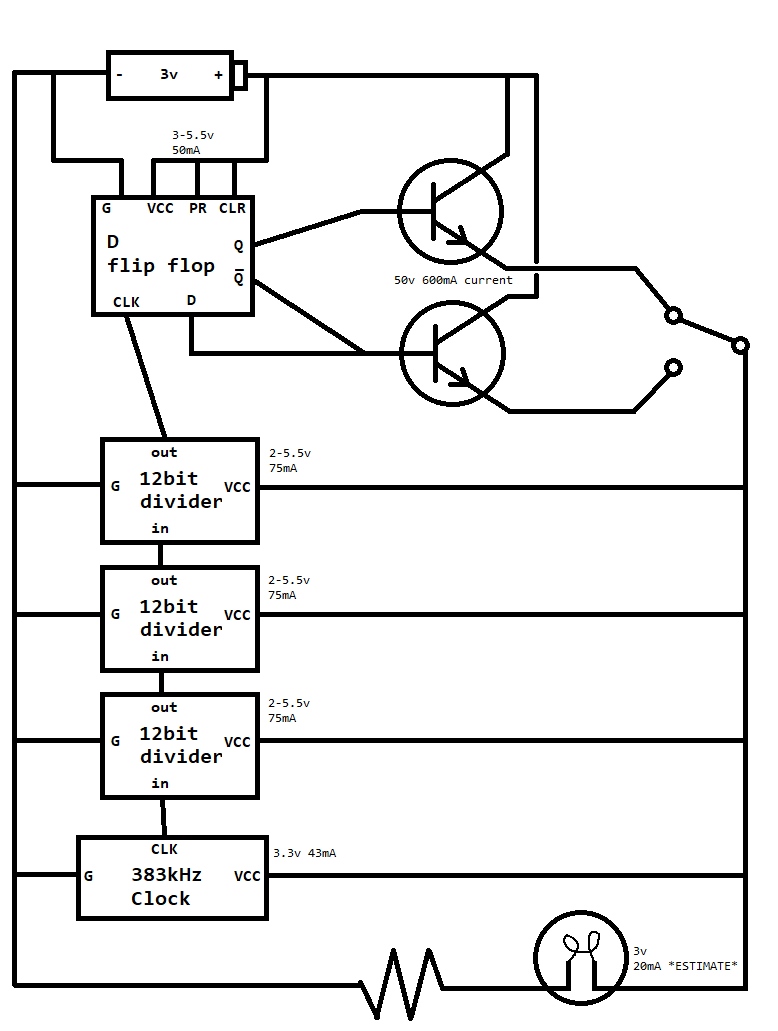 - 3v +
3-5.5v
50mA
G VCC PR CLR
D
flip flop
Q
Q̅
CLK D
50v 600mA current
out
12bit
divider
G VCC
in
2-5.5v
75mA
out
12bit
divider
G VCC
in
2-5.5v
75mA
out
12bit
divider
G VCC
in
2-5.5v
75mA
CLK
383kHz
Clock
G VCC
3.3v 43mA
3v
20mA *ESTIMATE*